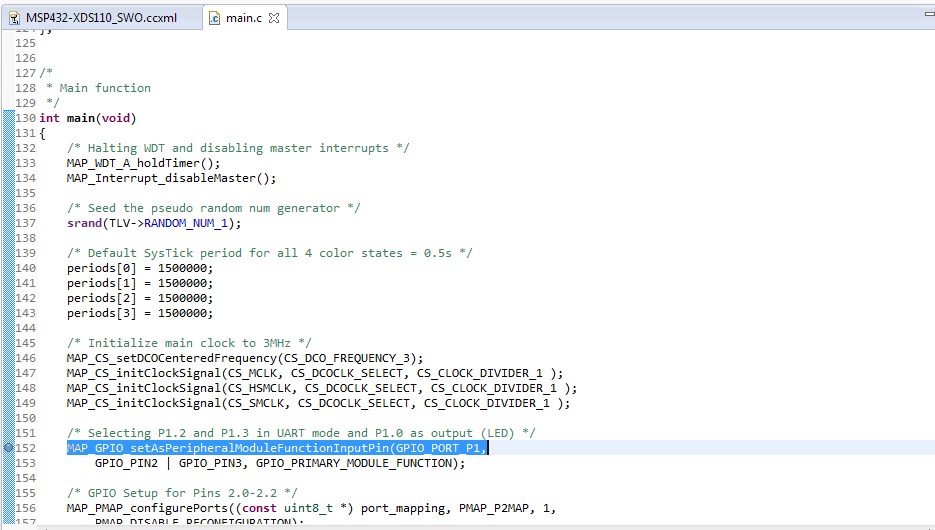 MSP432-XDS110_SWO.ccxml main.c
124 };
125
126
127 /*
128  * Main function
129  */
130 int main(void)
131 {
132     /* Halting WDT and disabling master interrupts */
133     MAP_WDT_A_holdTimer();
134     MAP_Interrupt_disableMaster();
135
136     /* Seed the pseudo random num generator */
137     srand(TLV->RANDOM_NUM_1);
138
139     /* Default SysTick period for all 4 color states = 0.5s */
140     periods[0] = 1500000;
141     periods[1] = 1500000;
142     periods[2] = 1500000;
143     periods[3] = 1500000;
144
145     /* Initialize main clock to 3MHz */
146     MAP_CS_setDCOCenteredFrequency(CS_DCO_FREQUENCY_3);
147     MAP_CS_initClockSignal(CS_MCLK, CS_DCOCLK_SELECT, CS_CLOCK_DIVIDER_1 );
148     MAP_CS_initClockSignal(CS_HSMCLK, CS_DCOCLK_SELECT, CS_CLOCK_DIVIDER_1 );
149     MAP_CS_initClockSignal(CS_SMCLK, CS_DCOCLK_SELECT, CS_CLOCK_DIVIDER_1 );
150
151     /* Selecting P1.2 and P1.3 in UART mode and P1.0 as output (LED) */
152     MAP_GPIO_setAsPeripheralModuleFunctionInputPin(GPIO_PORT_P1,
153         GPIO_PIN2 | GPIO_PIN3, GPIO_PRIMARY_MODULE_FUNCTION);
154
155     /* GPIO Setup for Pins 2.0-2.2 */
156     MAP_PMAP_configurePorts((const uint8_t *) port_mapping, PMAP_P2MAP, 1,
157         PMAP_DISABLE_RECONFIGURATION);